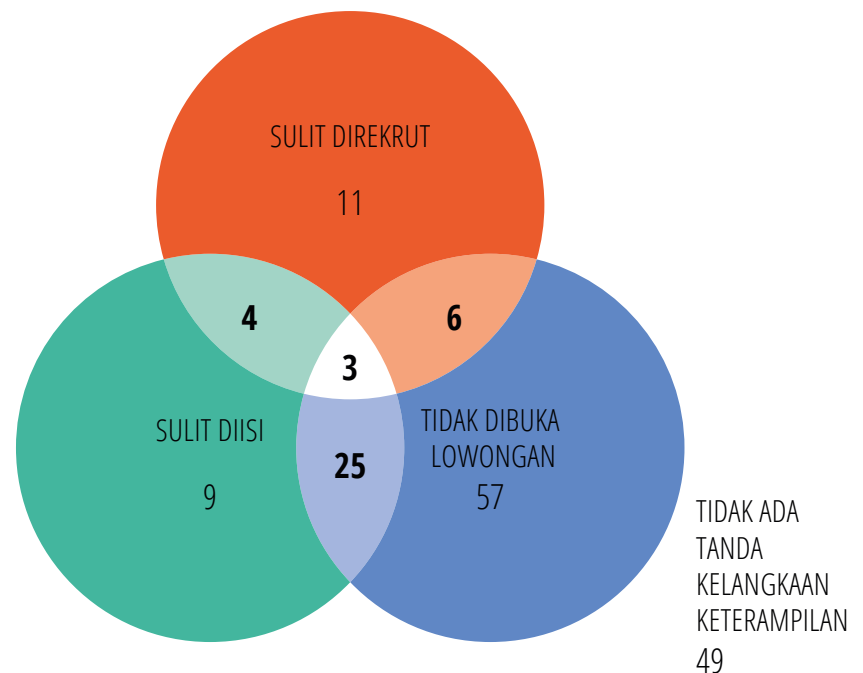 SULIT DIREKRUT
11
4
6
3
SULIT DIISI
9
25
TIDAK DIBUKA
LOWONGAN
57
TIDAK ADA
TANDA
KELANGKAAN
KETERAMPILAN
49